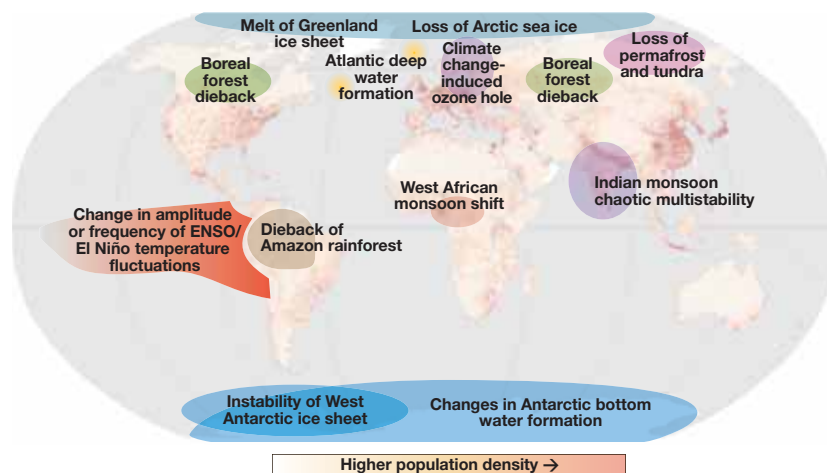 Melt of Greenland
ice sheet
Loss of Arctic sea ice
Boreal
forest
dieback
Atlantic deep
water
formation
Climate
change-
induced
ozone hole
Boreal
forest
dieback
Loss of
permafrost
and tundra
West African
monsoon shift
Indian monsoon
chaotic multistability
Change in amplitude
or frequency of ENSO/
El Niño temperature
fluctuations
Dieback of
Amazon rainforest
Instability of West
Antarctic ice sheet
Changes in Antarctic bottom
water formation
Higher population density →